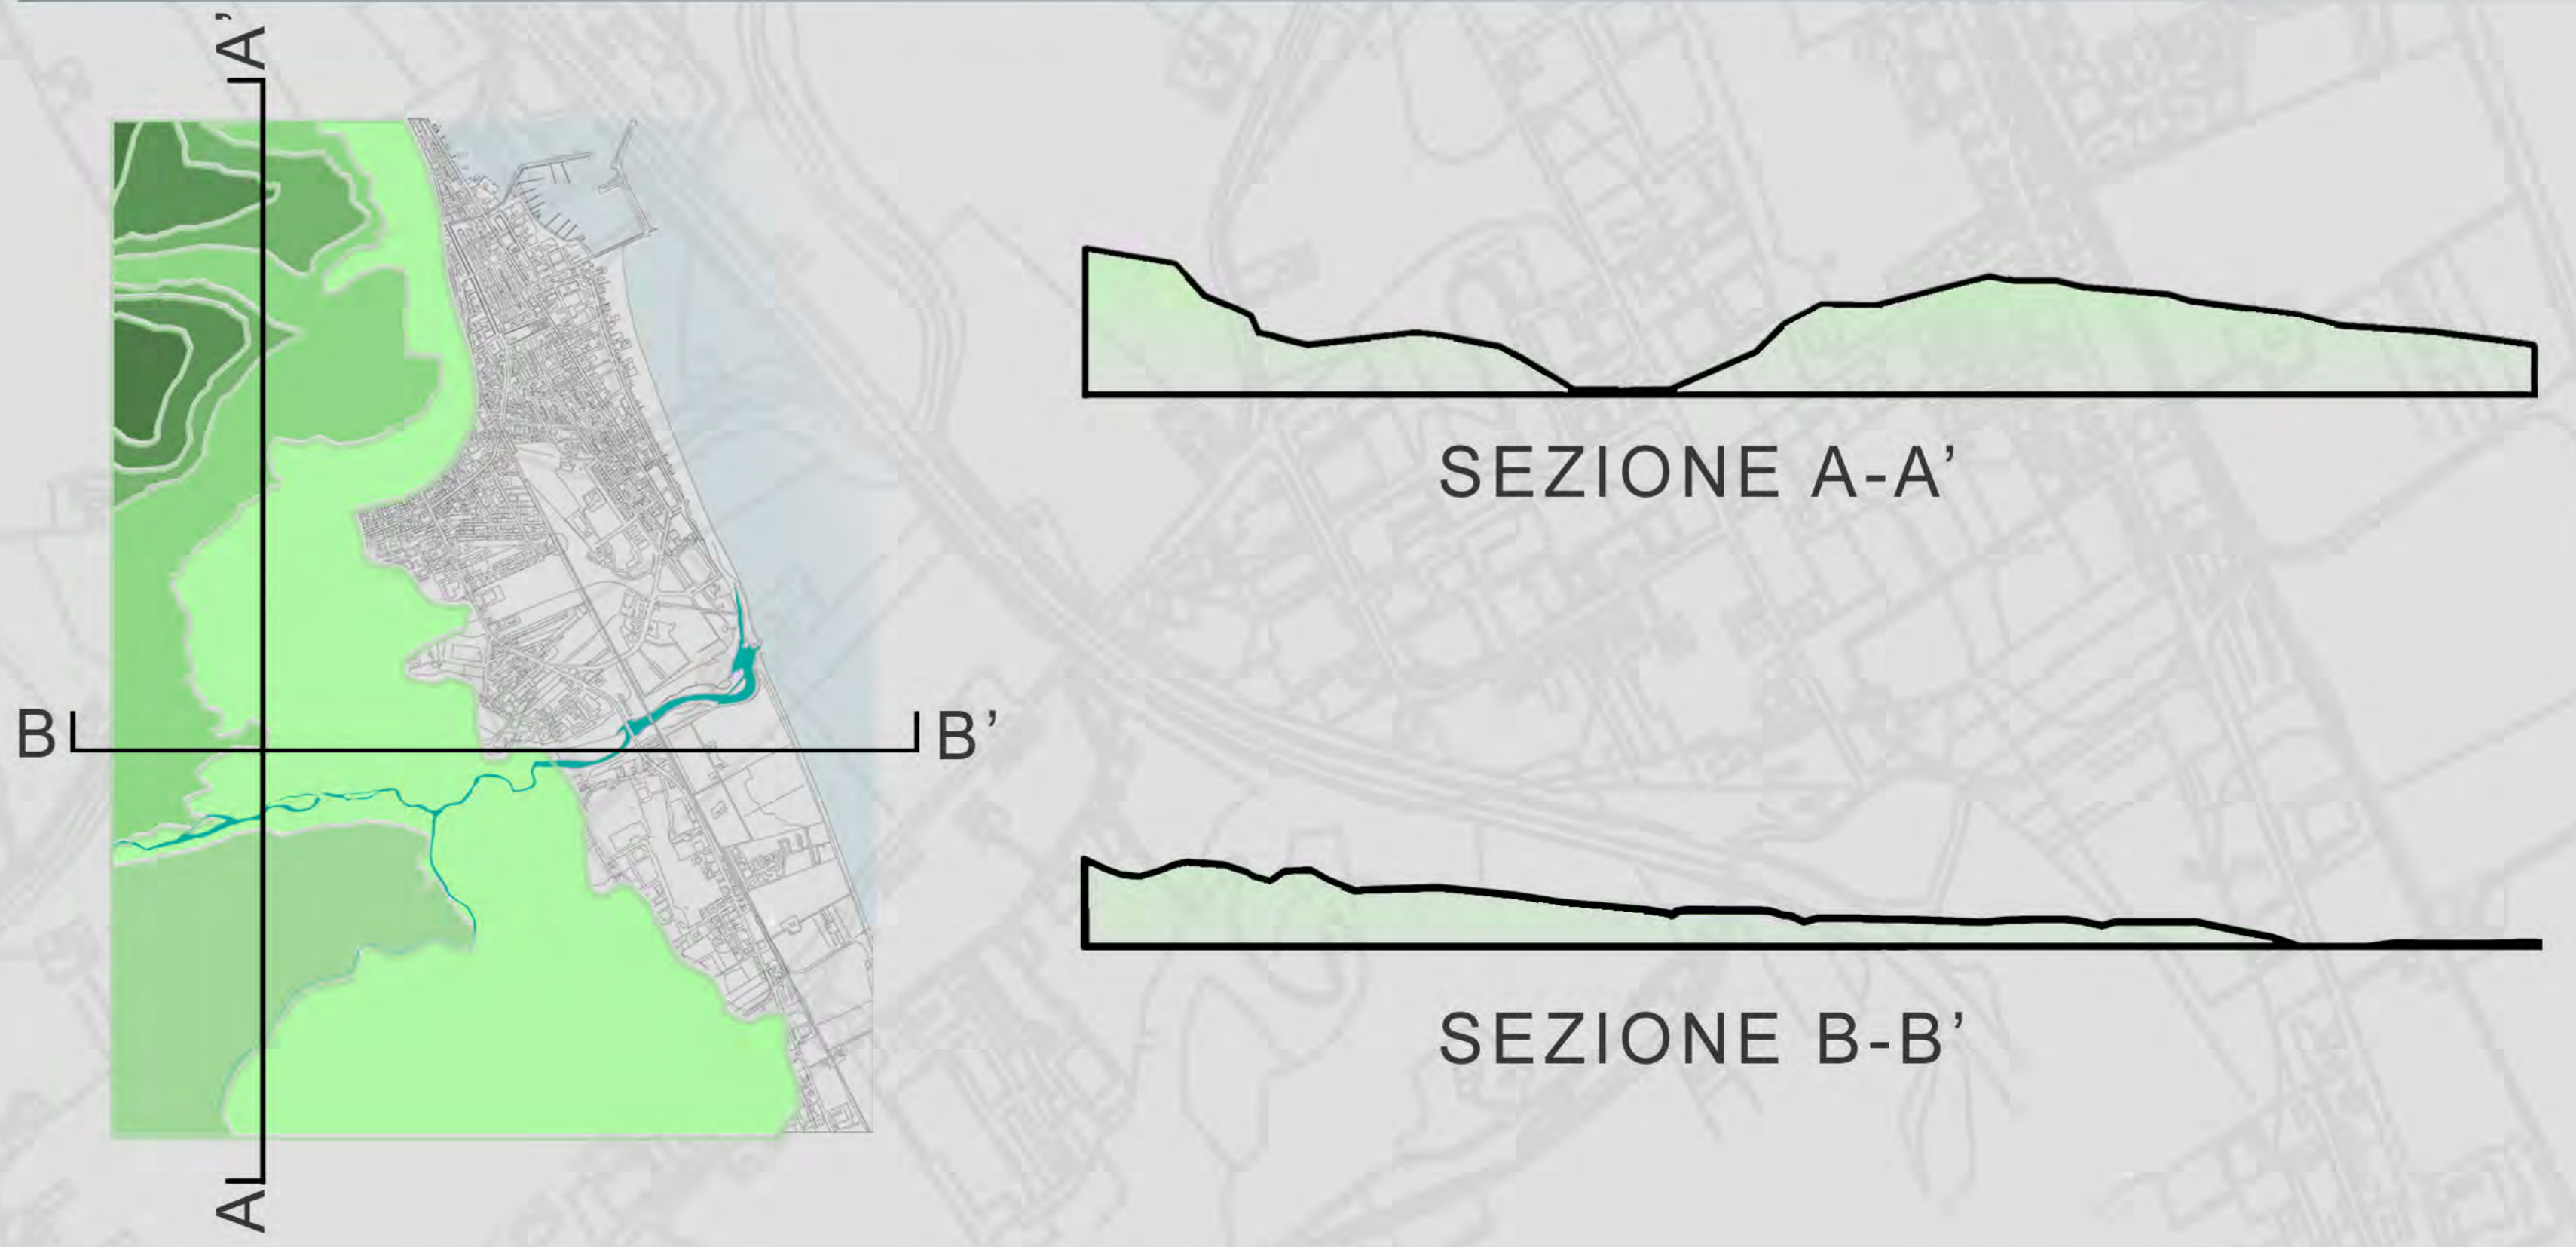 A’
B
B’
A
SEZIONE A-A’
SEZIONE B-B’